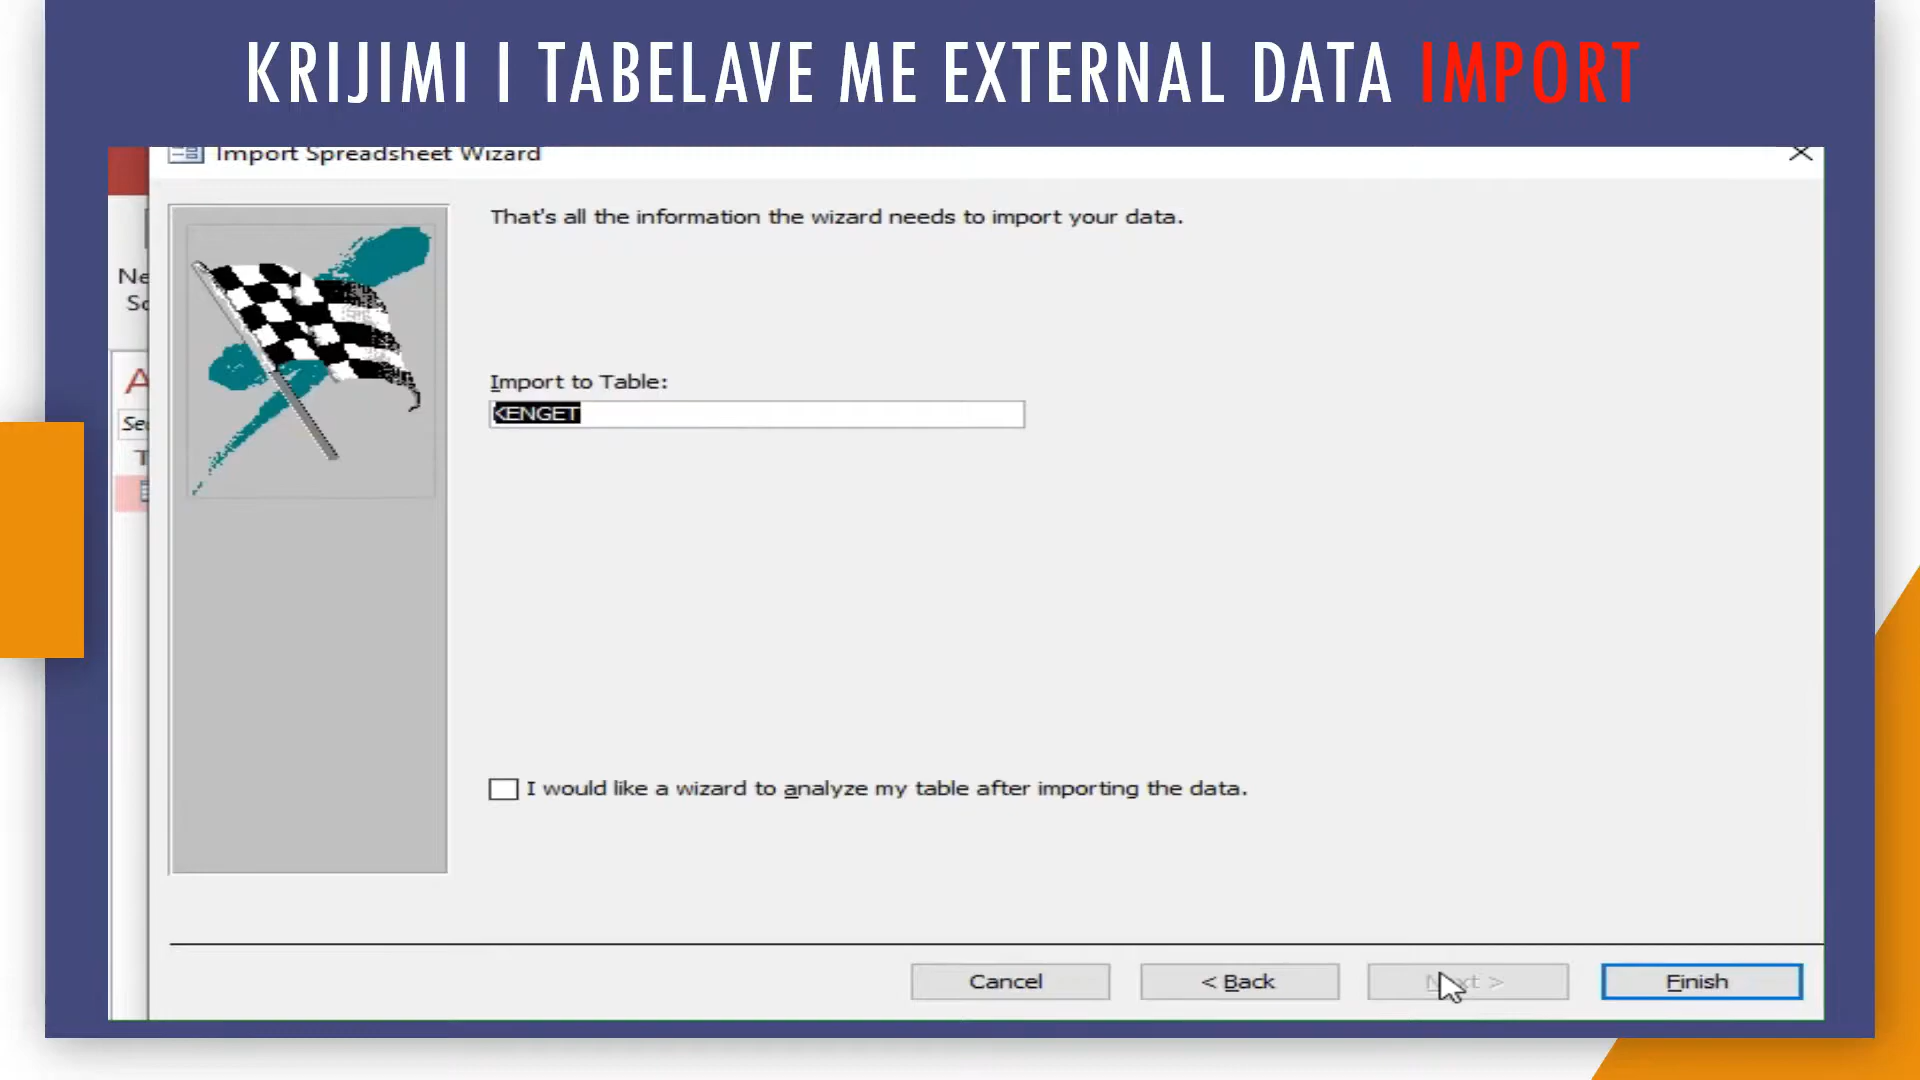 KRIJIMI I TABELAVE ME EXTERNAL DATA IMPORT
Import Spreadsheet Wizard
That's all the information the wizard needs to import your data.
Import to Table:
KENGET
I would like a wizard to analyze my table after importing the data.
Cancel
< Back
Finish